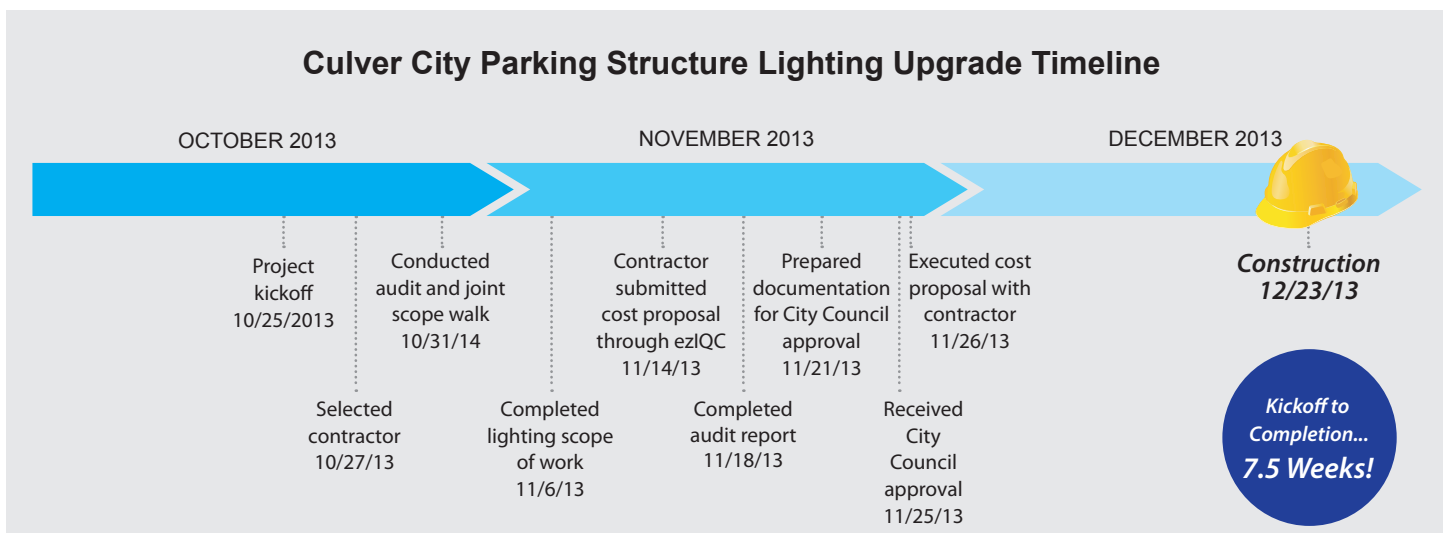 Culver City Parking Structure Lighting Upgrade Timeline
OCTOBER 2013
NOVEMBER 2013
DECEMBER 2013
Project
kickoff
10/25/2013
Selected
contractor
10/27/13
Conducted
audit and joint
scope walk
10/31/14
Completed
lighting scope
of work
11/6/13
Contractor
submitted
cost proposal
through ezIQC
11/14/13
Completed
audit report
11/18/13
Prepared
documentation
for City Council
approval
11/21/13
Received
City
Council
approval
11/25/13
Executed cost
proposal with
contractor
11/26/13
Construction
12/23/13
Kickoff to
Completion...
7.5 Weeks!